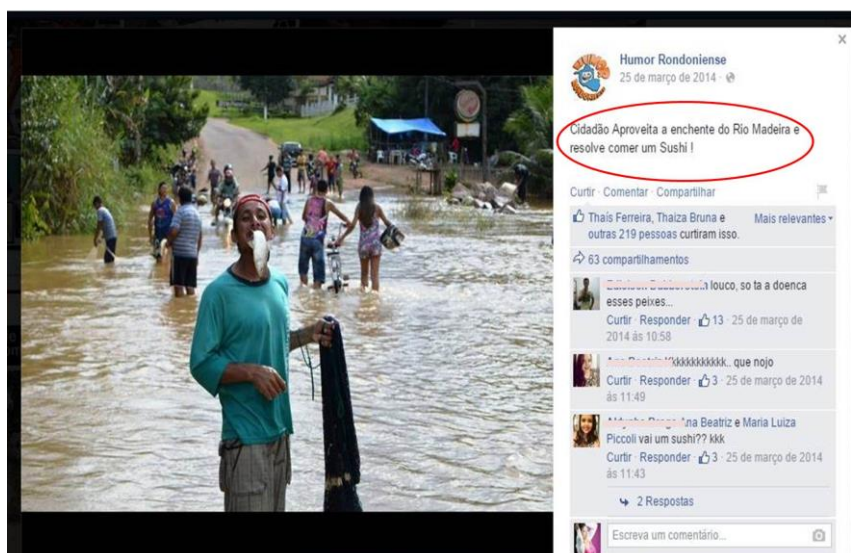 Humor Rondoniense
25 de março de 2014 ·
Cidadão Aproveita a enchente do Rio Madeira e
resolve comer um Sushi !
Curtir · Comentar · Compartilhar
Thaís Ferreira, Thaiza Bruna e
outras 219 pessoas curtiram isso.
Mais relevantes
63 compartilhamentos
louco, so ta a doenca
esses peixes...
Curtir · Responder · 13 · 25 de março de
2014 às 10:58
Kkkkkkkkkkkk.. que nojo
Curtir · Responder · 3 · 25 de março de 2014
às 11:49
Ana Beatriz e Maria Luiza
Piccoli vai um sushi?? kkk
Curtir · Responder · 3 · 25 de março de 2014
às 11:43
2 Respostas
Escreva um comentário...